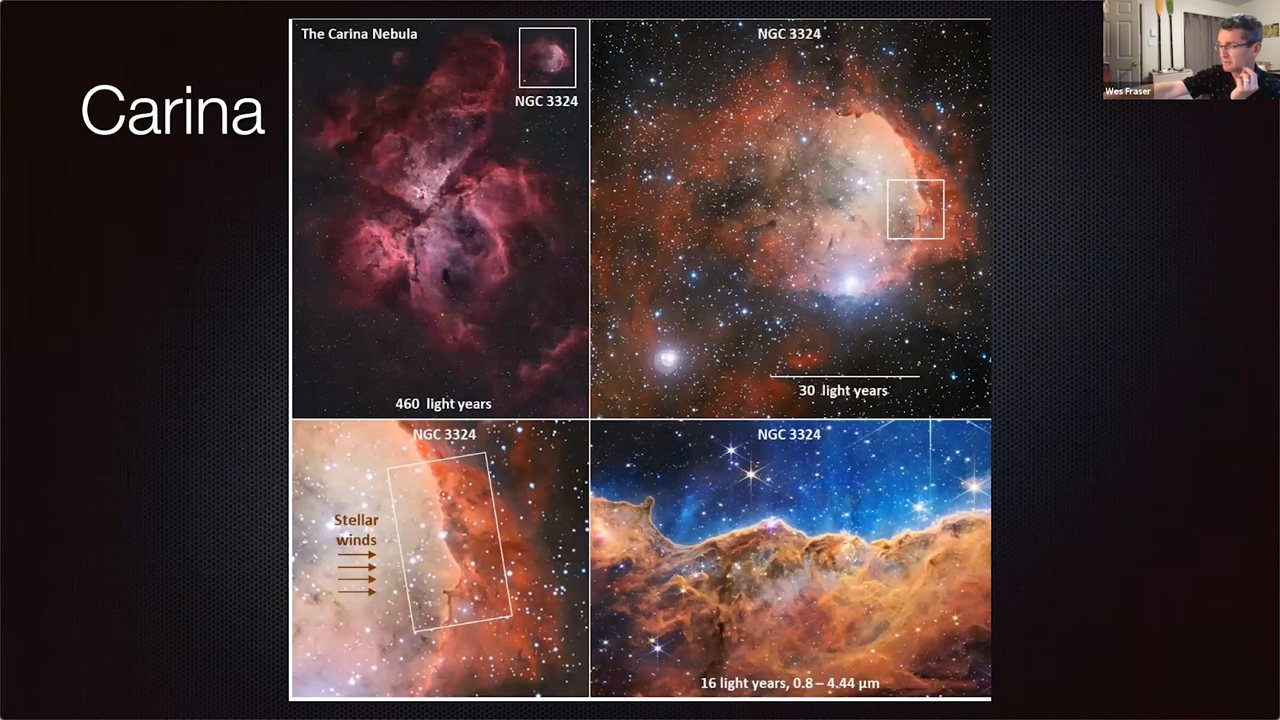 Carina
The Carina Nebula
NGC 3324
460 light years
NGC 3324
30 light years
NGC 3324
Stellar
winds
NGC 3324
16 light years, 0.8 – 4.44 µm
Wes Fraser